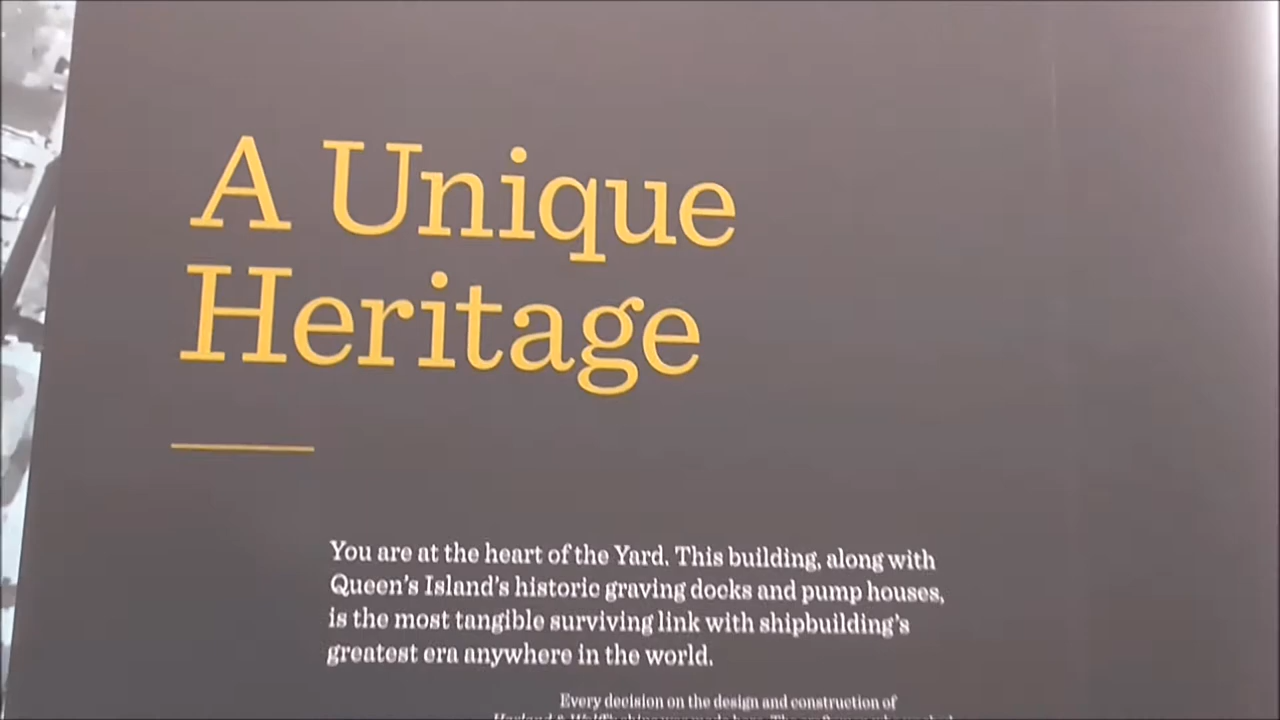 A Unique
Heritage
You are at the heart of the Yard. This building, along with
Queen's Island's historic graving docks and pump houses,
is the most tangible surviving link with shipbuilding's
greatest era anywhere in the world.
Every decision on the design and construction of